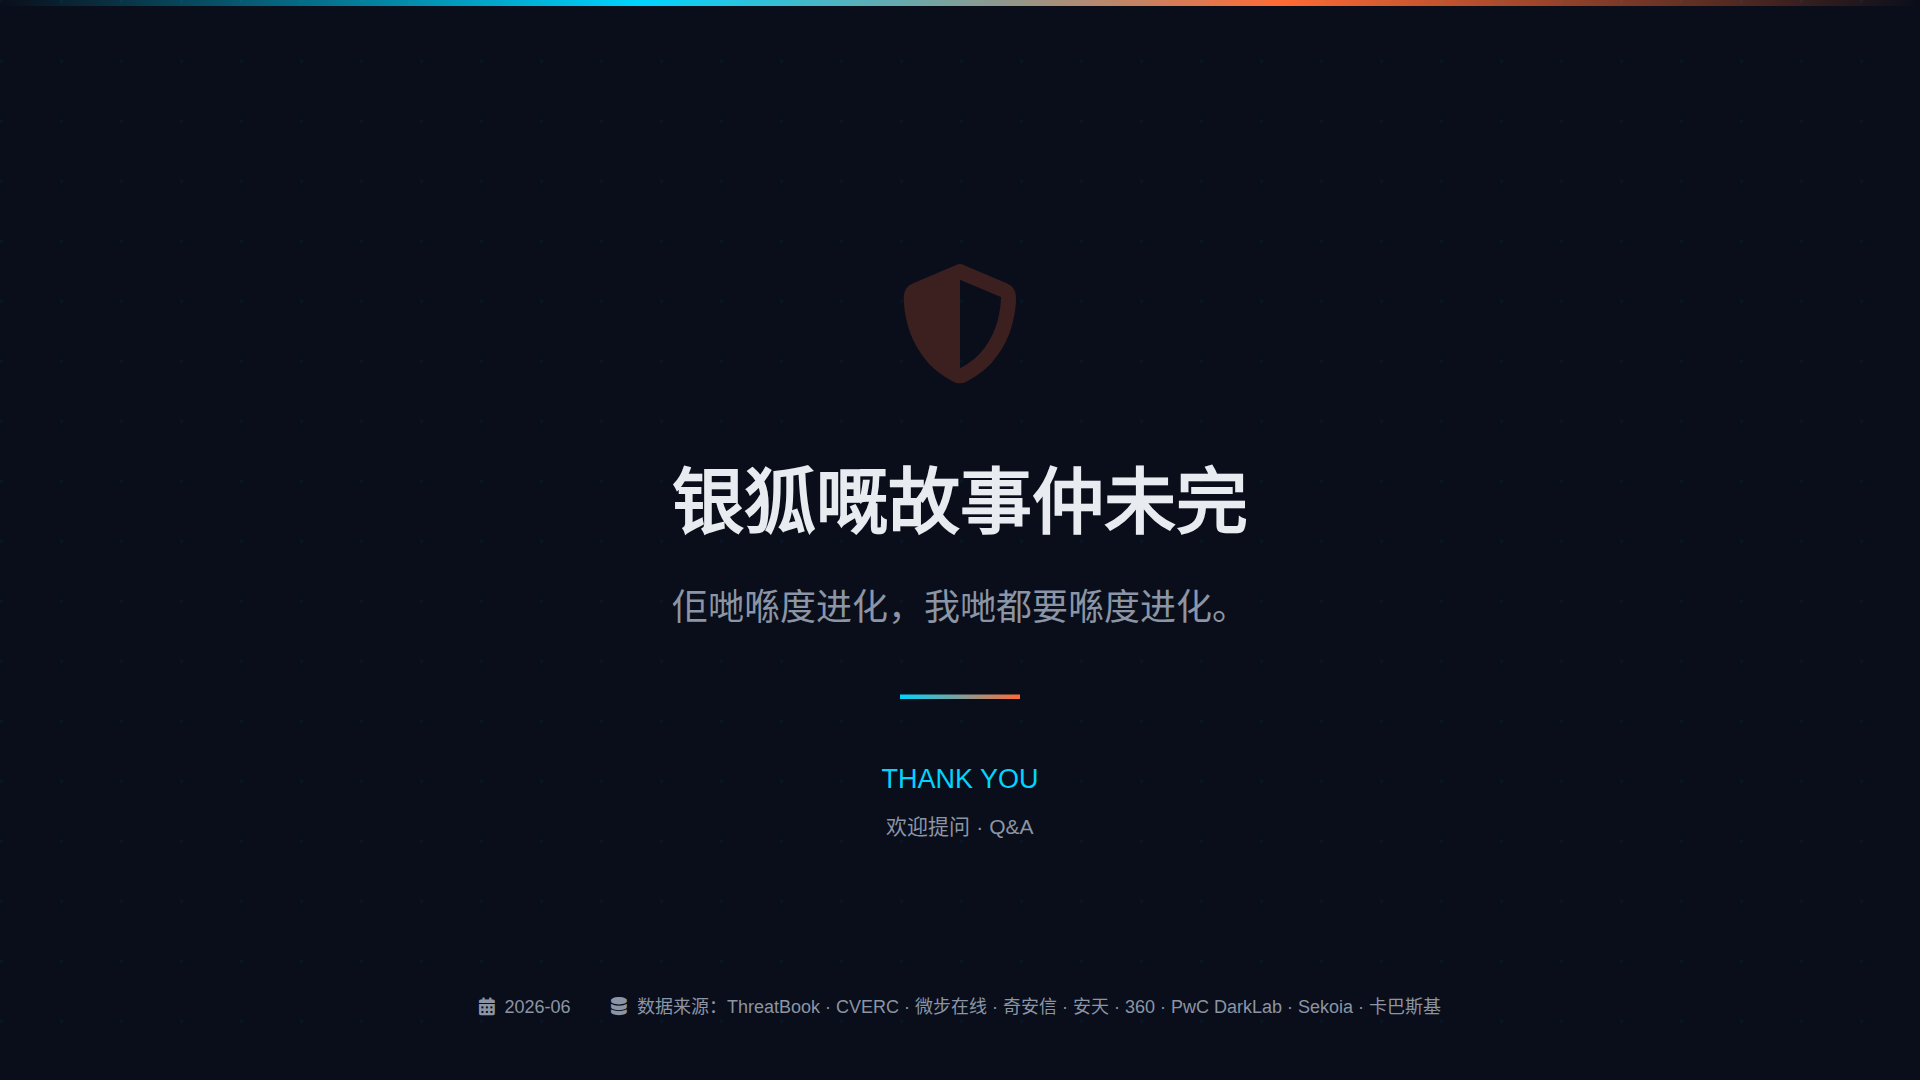 银狐嘅故事仲未完
佢哋喺度进化，我哋都要喺度进化。
THANK YOU
欢迎提问 · Q&A
2026-06 数据来源：ThreatBook · CVERC · 微步在线 · 奇安信 · 安天 · 360 · PwC DarkLab · Sekoia · 卡巴斯基